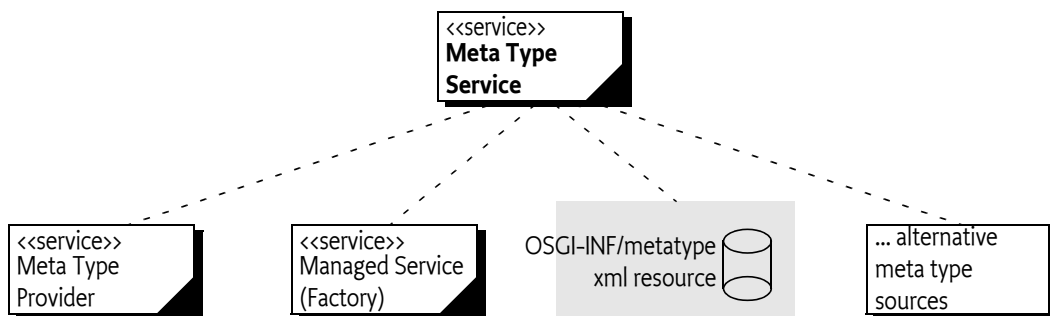 <<service>>
Meta Type
Service
<<service>>
Meta Type
Provider
<<service>>
Managed Service
(Factory)
OSGI-INF/metatype
xml resource
... alternative
meta type
sources